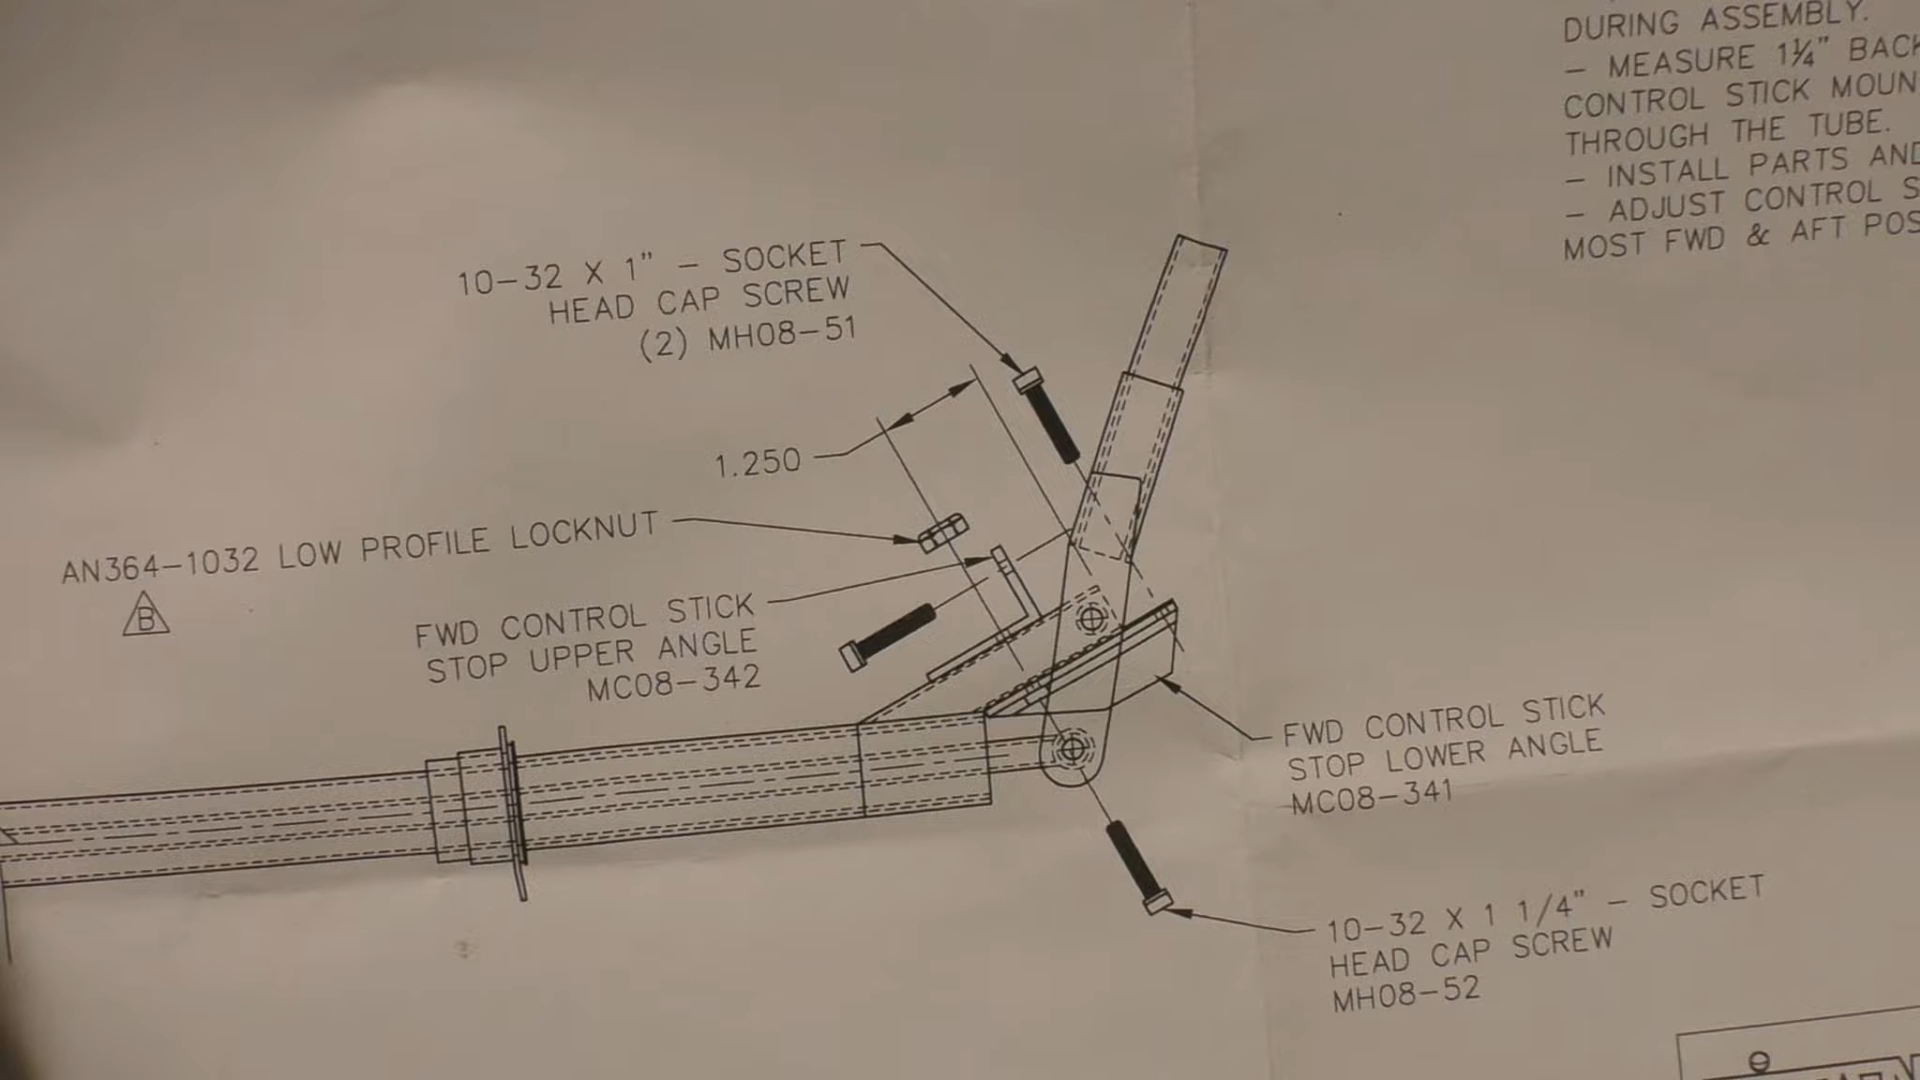 DURING ASSEMBLY.
– MEASURE 1¼" BACK
CONTROL STICK
THROUGH THE TUBE.
– INSTALL PARTS AND
– ADJUST CONTROL
MOST FWD & AFT
10–32 X 1" – SOCKET
HEAD CAP SCREW
(2) MH08–51
1.250
AN364–1032 LOW PROFILE LOCKNUT
B
FWD CONTROL STICK
STOP UPPER ANGLE
MC08–342
FWD CONTROL STICK
STOP LOWER ANGLE
MC08–341
10–32 X 1 1/4" – SOCKET
HEAD CAP SCREW
MH08–52